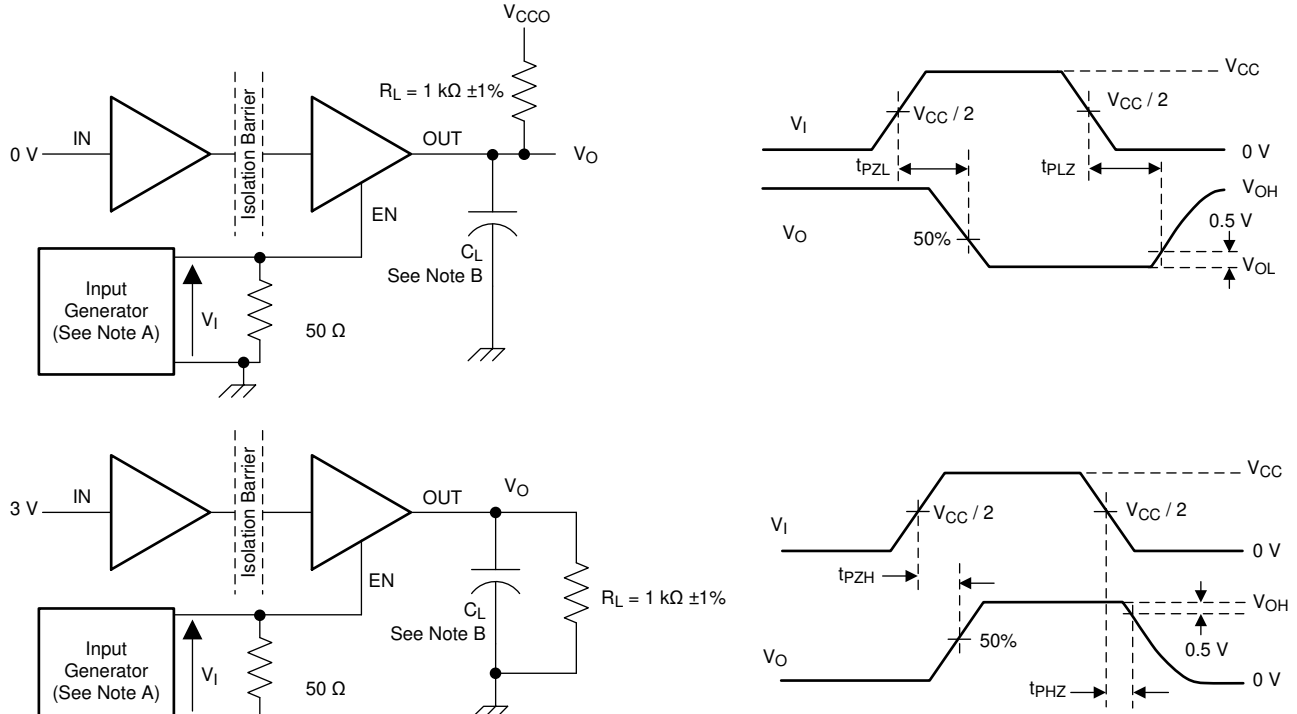 VCCO
RL = 1 kΩ ±1%
IN
Isolation Barrier
OUT
0 V
VO
EN
CL
See Note B
Input
Generator
(See Note A)
VI
50 Ω
VCC
VCC / 2
VCC / 2
VI
0 V
tPZL
tPLZ
VOH
0.5 V
VO
50%
VOL
3 V
IN
Isolation Barrier
OUT
VO
EN
CL
See Note B
RL = 1 kΩ ±1%
Input
Generator
(See Note A)
VI
50 Ω
VCC
VCC / 2
VCC / 2
VI
0 V
tPZH
VOH
50%
0.5 V
VO
0 V
tPHZ